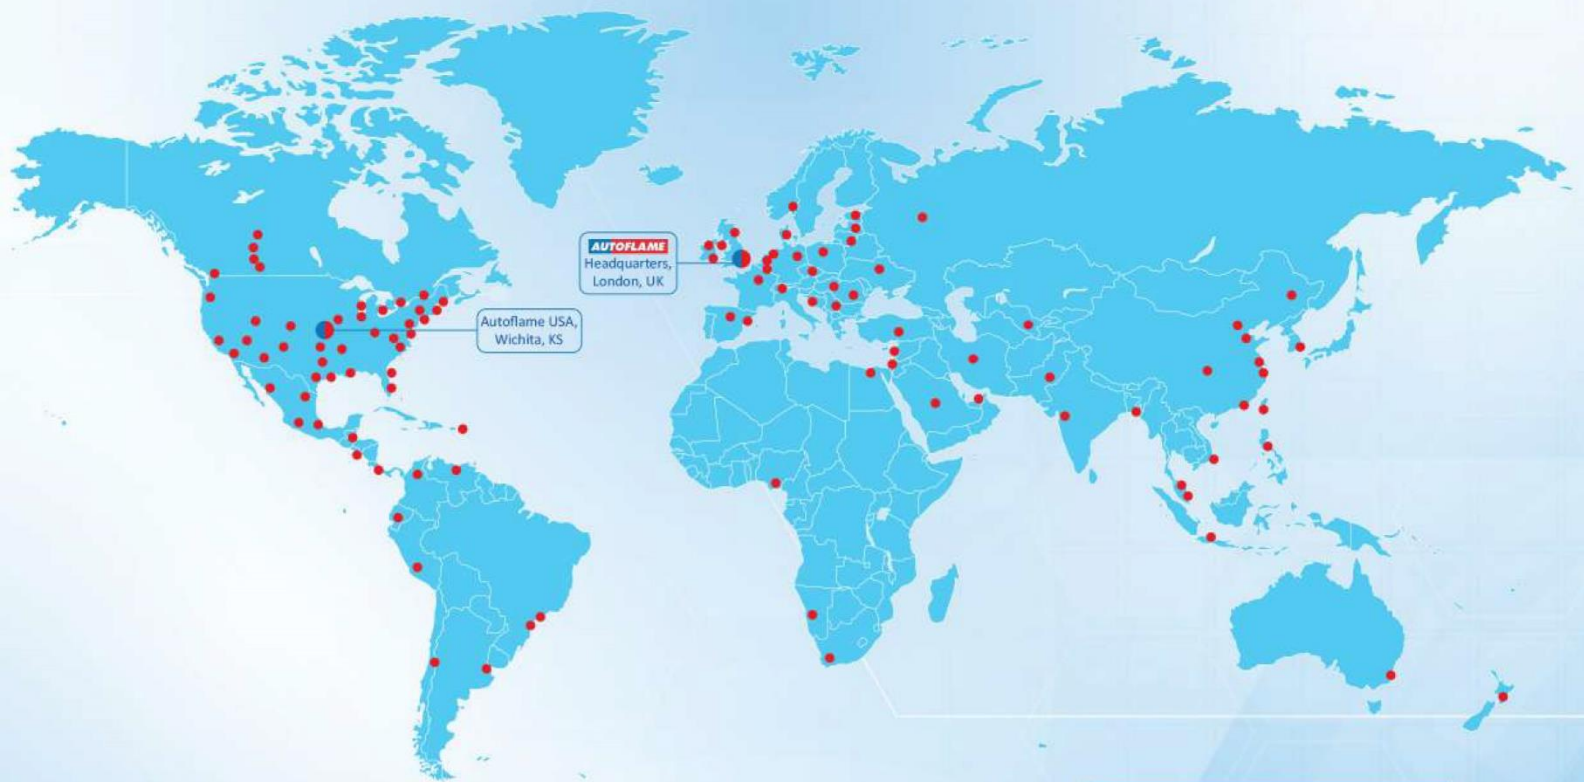 AUTOFLAME
Headquarters,
London, UK
Autoflame USA,
Wichita, KS